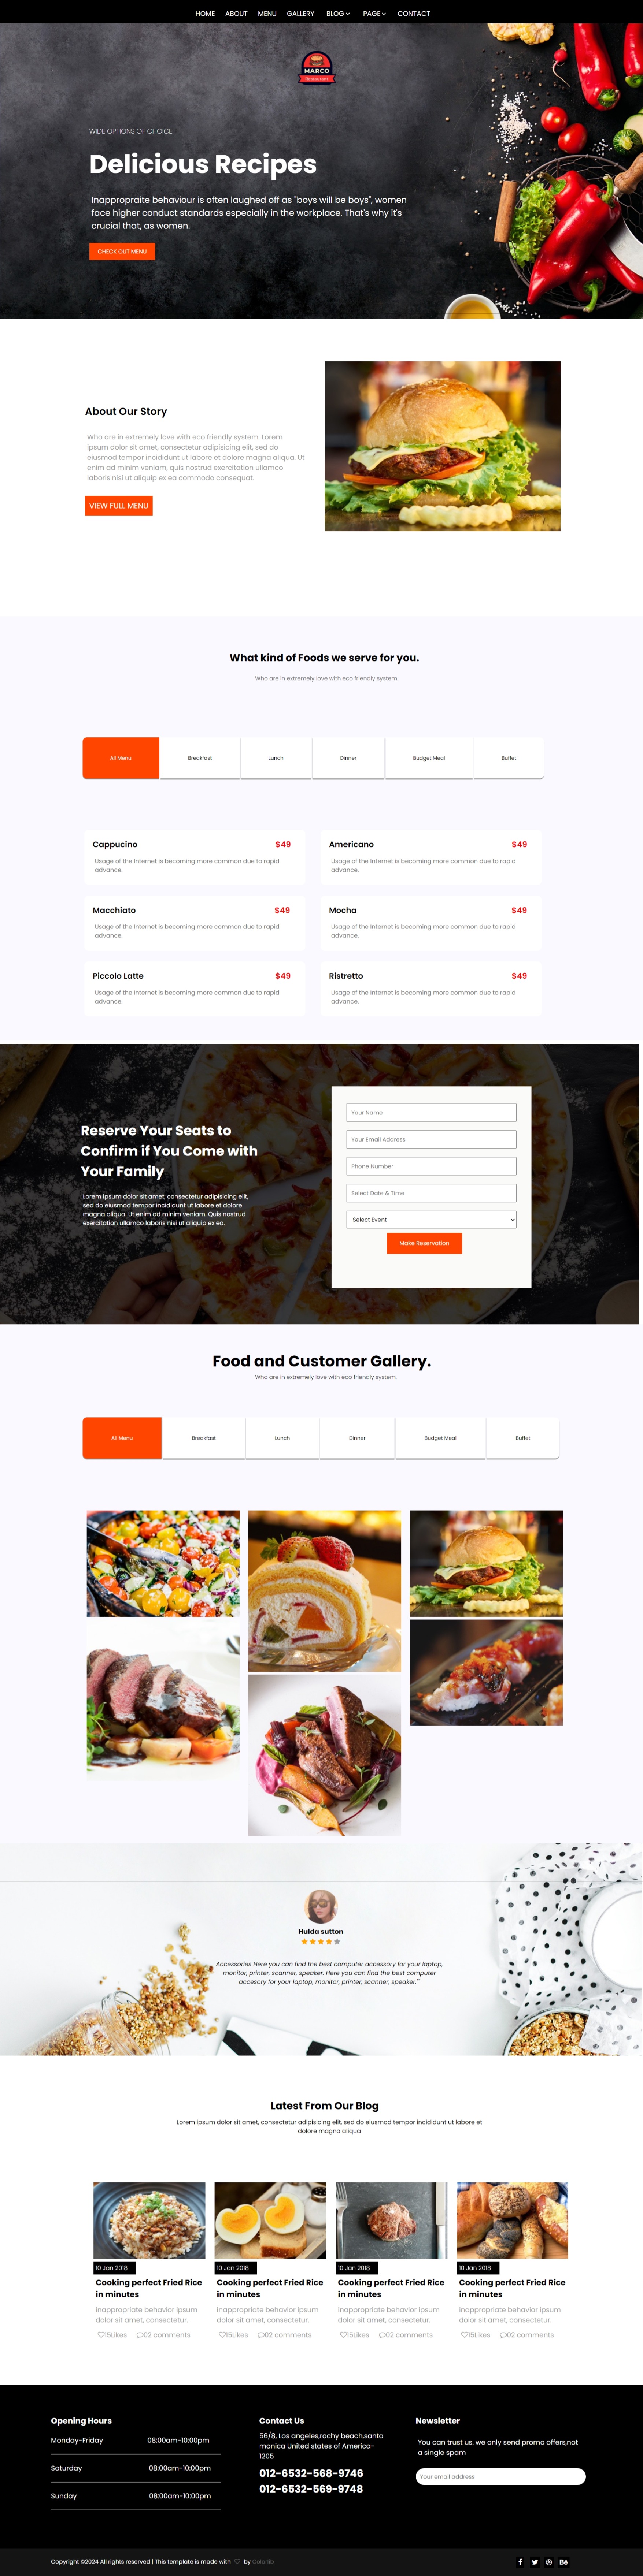 HOME ABOUT MENU GALLERY BLOG PAGE CONTACT
MARCO
Restaurant
WIDE OPTIONS OF CHOICE
Delicious Recipes
Inappropraite behaviour is often laughed off as "boys will be boys", women
face higher conduct standards especially in the workplace. That's why it's
crucial that, as women.
CHECK OUT MENU
About Our Story
Who are in extremely love with eco friendly system. Lorem
ipsum dolor sit amet, consectetur adipisicing elit, sed do
eiusmod tempor incididunt ut labore et dolore magna aliqua. Ut
enim ad minim veniam, quis nostrud exercitation ullamco
laboris nisi ut aliquip ex ea commodo consequat.
VIEW FULL MENU
What kind of Foods we serve for you.
Who are in extremely love with eco friendly system.
All Menu Breakfast Lunch Dinner Budget Meal Buffet
Cappucino $49
Usage of the Internet is becoming more common due to rapid
advance.
Americano $49
Usage of the Internet is becoming more common due to rapid
advance.
Macchiato $49
Usage of the Internet is becoming more common due to rapid
advance.
Mocha $49
Usage of the Internet is becoming more common due to rapid
advance.
Piccolo Latte $49
Usage of the Internet is becoming more common due to rapid
advance.
Ristretto $49
Usage of the Internet is becoming more common due to rapid
advance.
Reserve Your Seats to
Confirm if You Come with
Your Family
Lorem ipsum dolor sit amet, consectetur adipisicing elit,
sed do eiusmod tempor incididunt ut labore et dolore
magna aliqua. Ut enim ad minim veniam. Quis nostrud
exercitation ullamco laboris nisi ut aliquip ex ea.
Your Name
Your Email Address
Phone Number
Select Date & Time
Select Event
Make Reservation
Food and Customer Gallery.
Who are in extremely love with eco friendly system.
All Menu Breakfast Lunch Dinner Budget Meal Buffet
Hulda sutton
Accessories Here you can find the best computer accessory for your laptop,
monitor, printer, scanner, speaker. Here you can find the best computer
accesory for your laptop, monitor, printer, scanner, speaker.""
Latest From Our Blog
Lorem ipsum dolor sit amet, consectetur adipisicing elit, sed do eiusmod tempor incididunt ut labore et
dolore magna aliqua
10 Jan 2018
Cooking perfect Fried Rice
in minutes
inappropriate behavior ipsum
dolor sit amet, consectetur.
15Likes 02 comments
10 Jan 2018
Cooking perfect Fried Rice
in minutes
inappropriate behavior ipsum
dolor sit amet, consectetur.
15Likes 02 comments
10 Jan 2018
Cooking perfect Fried Rice
in minutes
inappropriate behavior ipsum
dolor sit amet, consectetur.
15Likes 02 comments
10 Jan 2018
Cooking perfect Fried Rice
in minutes
inappropriate behavior ipsum
dolor sit amet, consectetur.
15Likes 02 comments
Opening Hours
Monday-Friday 08:00am-10:00pm
Saturday 08:00am-10:00pm
Sunday 08:00am-10:00pm
Contact Us
56/8, Los angeles,rochy beach,santa
monica United states of America-
1205
012-6532-568-9746
012-6532-569-9748
Newsletter
You can trust us. we only send promo offers,not
a single spam
Your email address
Copyright ©2024 All rights reserved | This template is made with ♡ by Colorlib